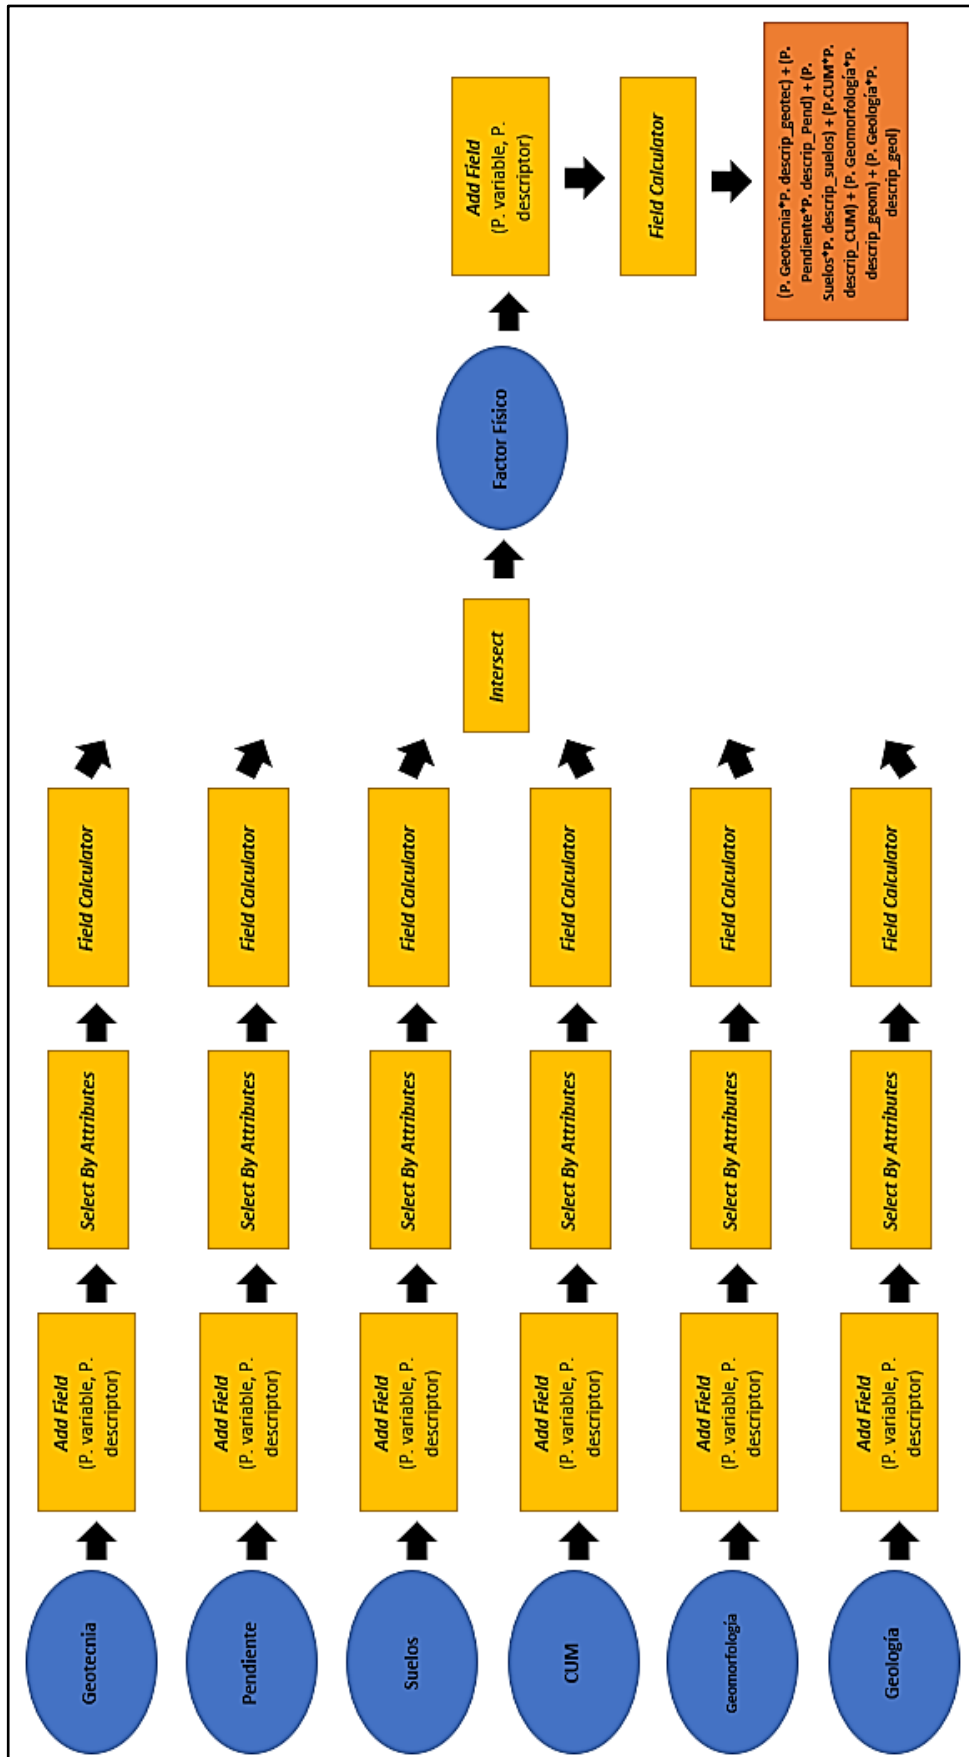 Geotecnia
Add Field
(P. variable, P.
descriptor)
Select By Attributes
Field Calculator
Pendiente
Add Field
(P. variable, P.
descriptor)
Select By Attributes
Field Calculator
Suelos
Add Field
(P. variable, P.
descriptor)
Select By Attributes
Field Calculator
CUM
Add Field
(P. variable, P.
descriptor)
Select By Attributes
Field Calculator
Geomorfología
Add Field
(P. variable, P.
descriptor)
Select By Attributes
Field Calculator
Geología
Add Field
(P. variable, P.
descriptor)
Select By Attributes
Field Calculator
Intersect
Factor Físico
Add Field
(P. variable, P.
descriptor)
Field Calculator
(P. Geotecnia*P. descrip_geotec) + (P.
Pendiente*P. descrip_Pend) + (P.
Suelos*P. descrip_suelos) + (P.CUM*P.
descrip_CUM) + (P. Geomorfología*P.
descrip_geom) + (P. Geología*P.
descrip_geol)